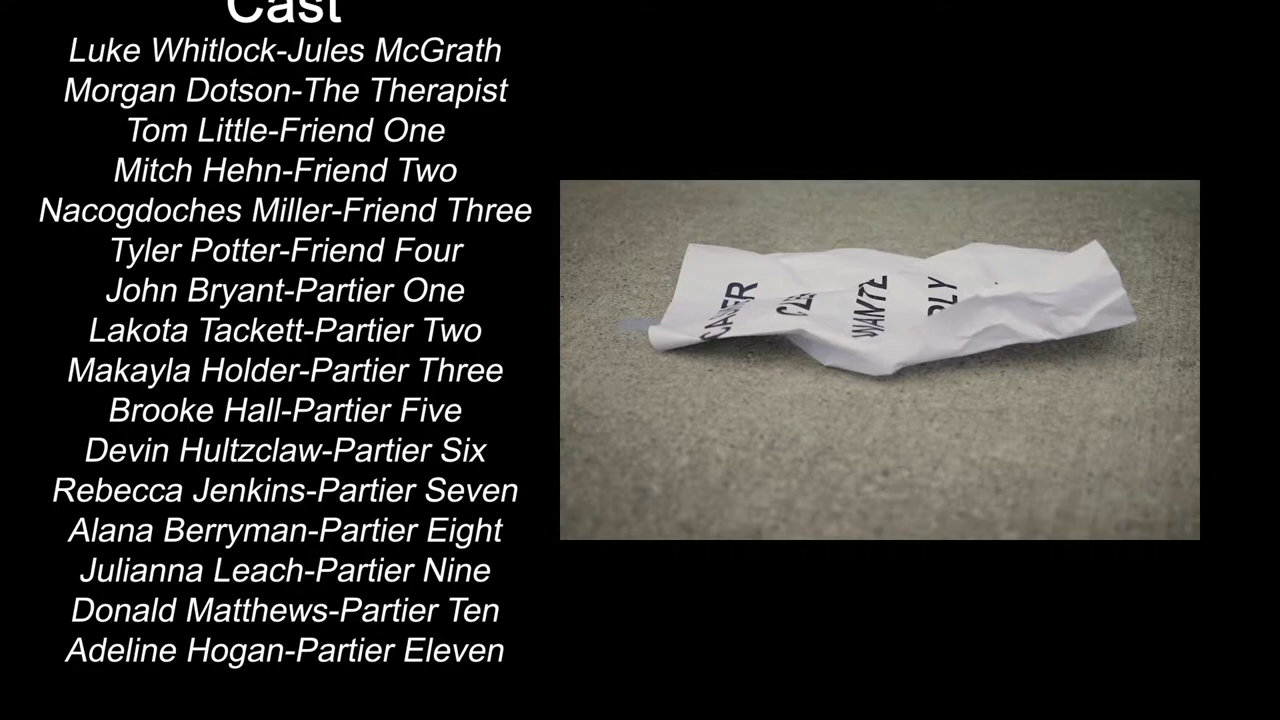 Cast
Luke Whitlock-Jules McGrath
Morgan Dotson-The Therapist
Tom Little-Friend One
Mitch Hehn-Friend Two
Nacogdoches Miller-Friend Three
Tyler Potter-Friend Four
John Bryant-Partier One
Lakota Tackett-Partier Two
Makayla Holder-Partier Three
Brooke Hall-Partier Five
Devin Hultzclaw-Partier Six
Rebecca Jenkins-Partier Seven
Alana Berryman-Partier Eight
Julianna Leach-Partier Nine
Donald Matthews-Partier Ten
Adeline Hogan-Partier Eleven